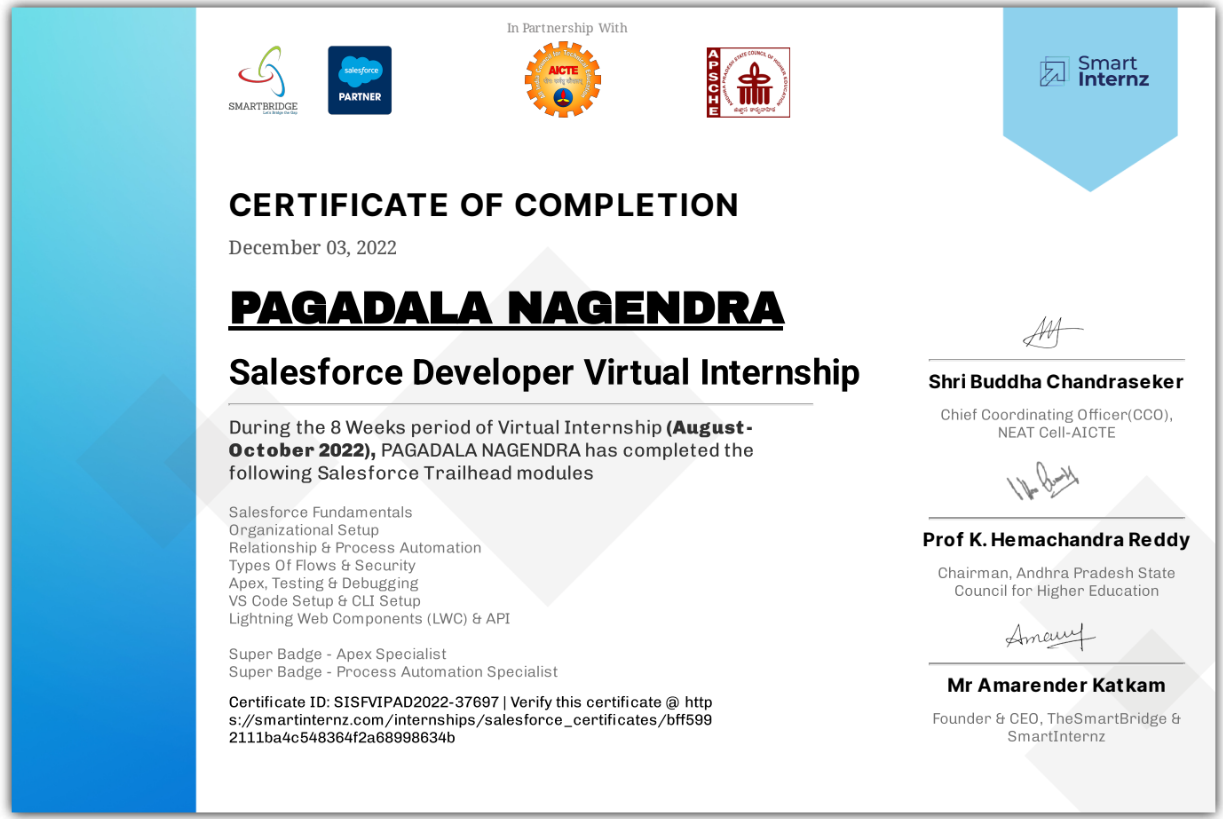 In Partnership With
SMARTBRIDGE
Let's Bridge the Gap
salesforce
PARTNER
AICTE
APSCHE
ANDHRA PRADESH STATE COUNCIL OF HIGHER EDUCATION
Smart
Internz
CERTIFICATE OF COMPLETION
December 03, 2022
PAGADALA NAGENDRA
Salesforce Developer Virtual Internship
During the 8 Weeks period of Virtual Internship (August-
October 2022), PAGADALA NAGENDRA has completed the
following Salesforce Trailhead modules
Salesforce Fundamentals
Organizational Setup
Relationship & Process Automation
Types Of Flows & Security
Apex, Testing & Debugging
VS Code Setup & CLI Setup
Lightning Web Components (LWC) & API
Super Badge - Apex Specialist
Super Badge - Process Automation Specialist
Certificate ID: SISFVIPAD2022-37697 | Verify this certificate @ http
s://smartinternz.com/internships/salesforce_certificates/bff599
2111ba4c548364f2a68998634b
Shri Buddha Chandraseker
Chief Coordinating Officer(CCO),
NEAT Cell-AICTE
Prof K. Hemachandra Reddy
Chairman, Andhra Pradesh State
Council for Higher Education
Mr Amarender Katkam
Founder & CEO, TheSmartBridge &
SmartInternz